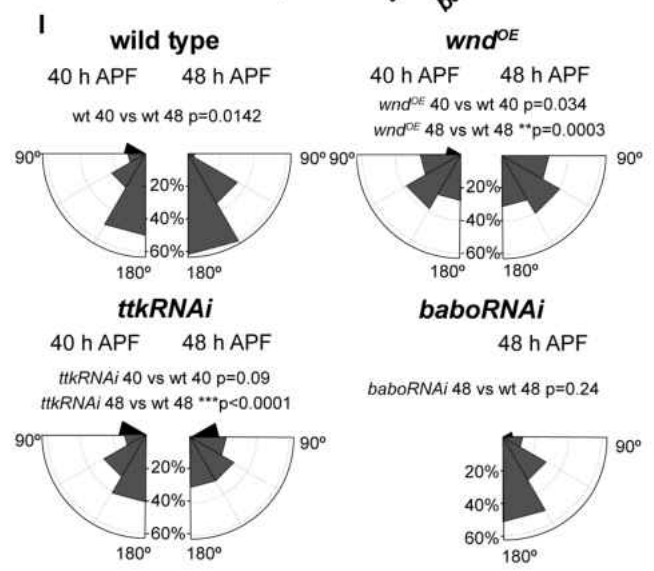 I
wild type
40 h APF 48 h APF
wt 40 vs wt 48 p=0.0142
90º 90º
20%
40%
60%
180º 180º
wndOE
40 h APF 48 h APF
wndOE 40 vs wt 40 p=0.034
wndOE 48 vs wt 48 **p=0.0003
90º 90º
20%
40%
60%
180º 180º
ttkRNAi
40 h APF 48 h APF
ttkRNAi 40 vs wt 40 p=0.09
ttkRNAi 48 vs wt 48 ***p<0.0001
90º 90º
20%
40%
60%
180º 180º
baboRNAi
48 h APF
baboRNAi 48 vs wt 48 p=0.24
90º
20%
40%
60%
180º